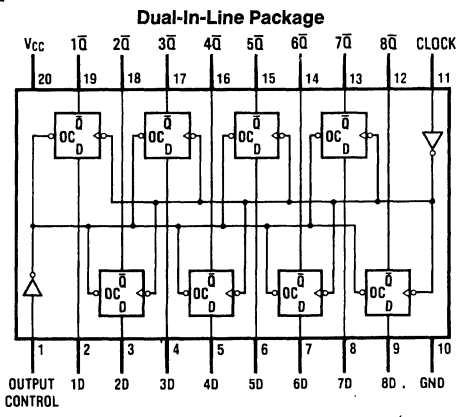 Dual-In-Line Package
VCC 1Q̅ 2Q̅ 3Q̅ 4Q̅ 5Q̅ 6Q̅ 7Q̅ 8Q̅ CLOCK
20 19 18 17 16 15 14 13 12 11
Q̅ Q̅ Q̅ Q̅
OC OC OC OC
D D D D
Q̅ Q̅ Q̅ Q̅
OC OC OC OC
D D D D
1 2 3 4 5 6 7 8 9 10
OUTPUT CONTROL 1D 2D 3D 4D 5D 6D 7D 8D. GND